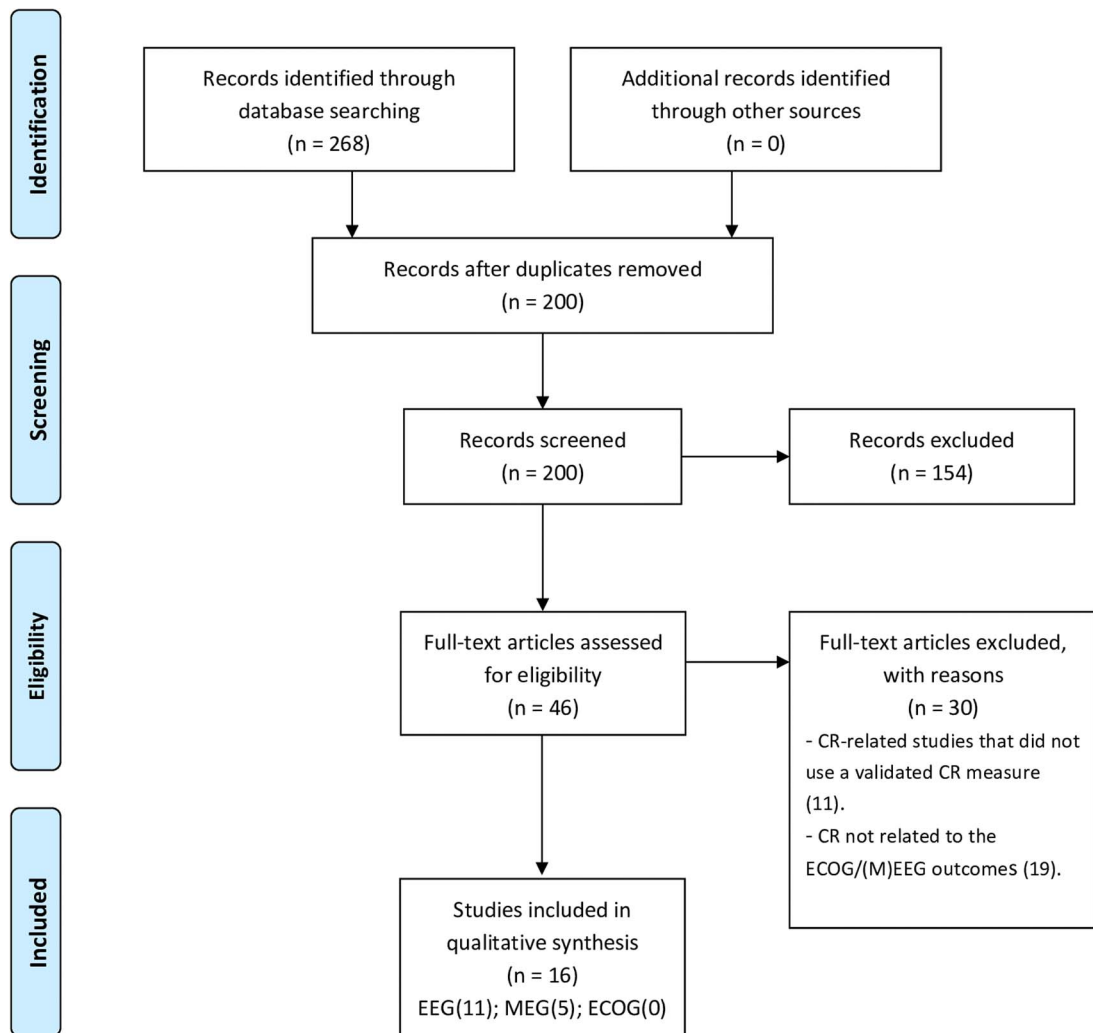 Identification
Records identified through
database searching
(n = 268)
Additional records identified
through other sources
(n = 0)
Records after duplicates removed
(n = 200)
Screening
Records screened
(n = 200)
Records excluded
(n = 154)
Eligibility
Full-text articles assessed
for eligibility
(n = 46)
Full-text articles excluded,
with reasons
(n = 30)
- CR-related studies that did not
use a validated CR measure
(11).
- CR not related to the
ECOG/(M)EEG outcomes (19).
Included
Studies included in
qualitative synthesis
(n = 16)
EEG(11); MEG(5); ECOG(0)